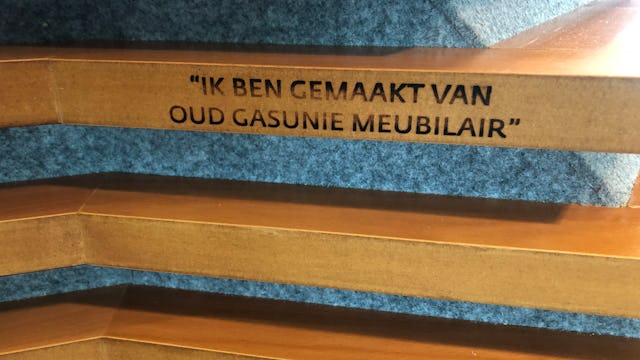 “IK BEN GEMAAKT VAN
OUD GASUNIE MEUBILAIR”